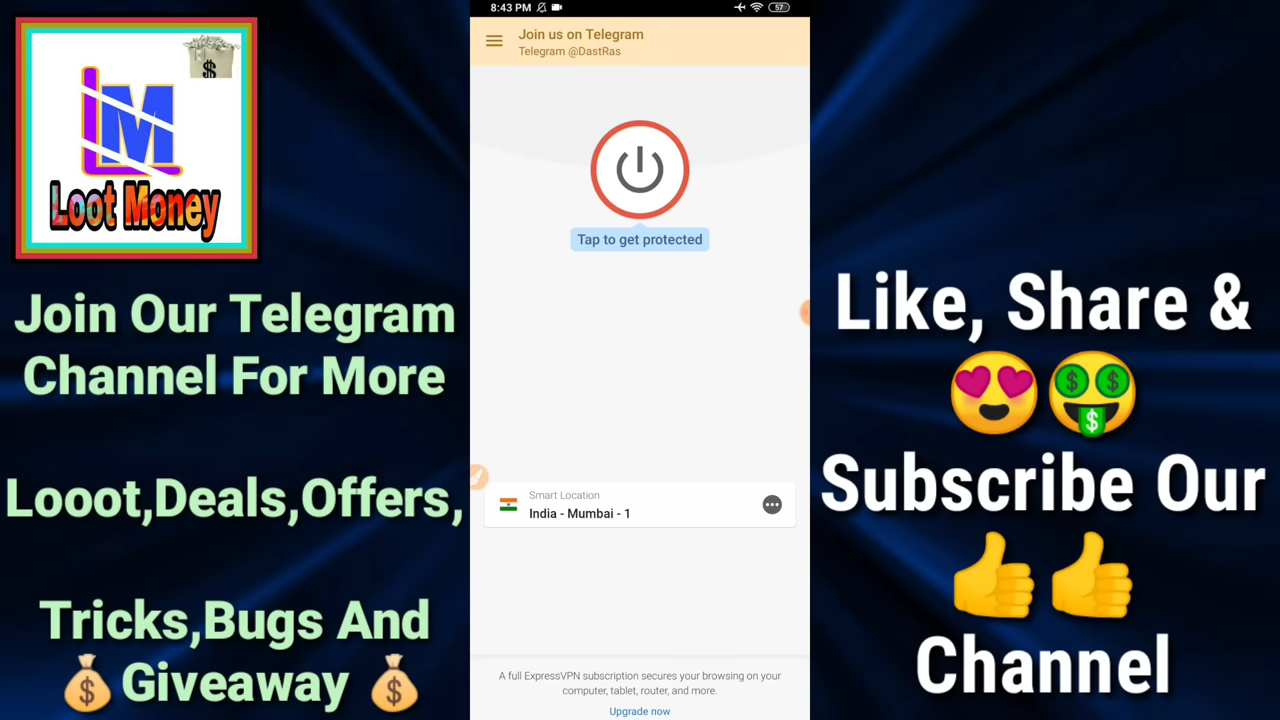 LM
Loot Money
Join Our Telegram
Channel For More
Looot,Deals,Offers,
Tricks,Bugs And
Giveaway
8:43 PM
57
Join us on Telegram
Telegram @DastRas
Tap to get protected
Smart Location
India - Mumbai - 1
A full ExpressVPN subscription secures your browsing on your
computer, tablet, router, and more.
Upgrade now
Like, Share &
Subscribe Our
Channel